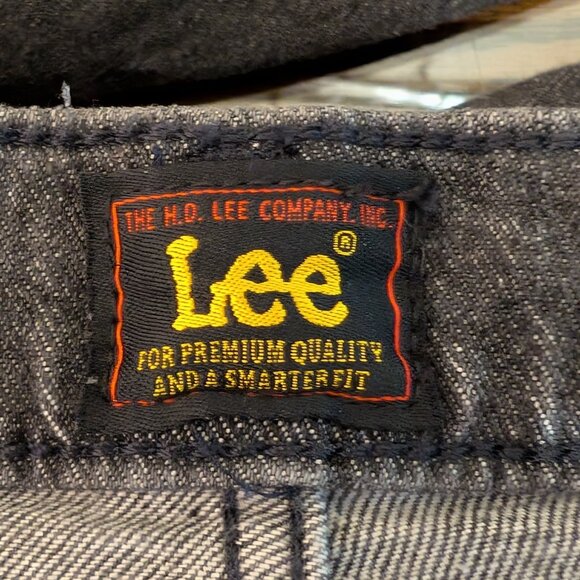 THE H.D. LEE COMPANY, INC.
Lee®
FOR PREMIUM QUALITY
AND A SMARTER FIT